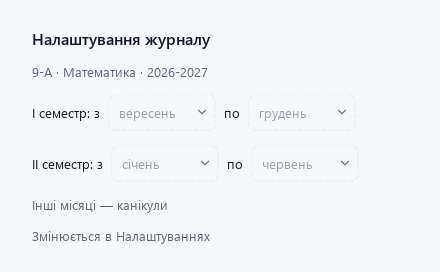 Налаштування журналу
9-А · Математика · 2026-2027
І семестр: з вересень по грудень
ІІ семестр: з січень по червень
Інші місяці — канікули
Змінюється в Налаштуваннях